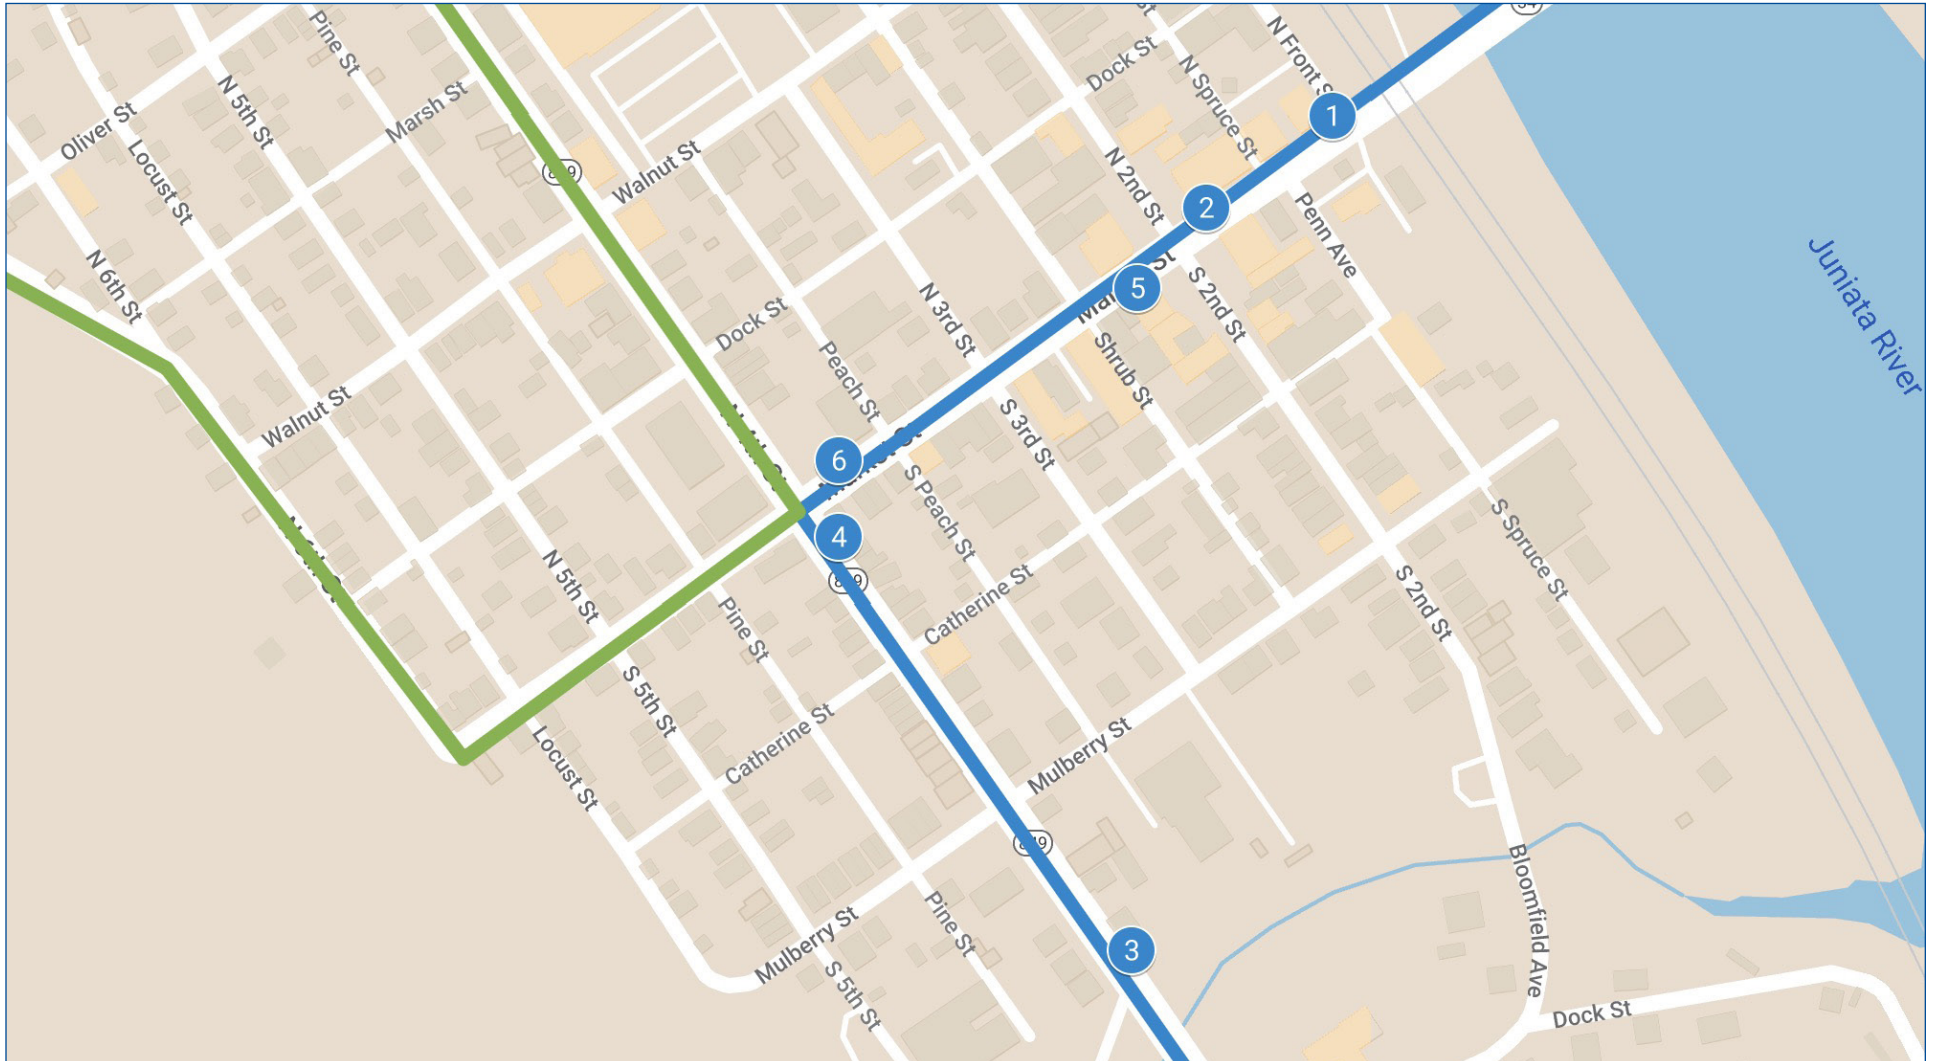 Pine St
N 5th St
Marsh St
Oliver St
Locust St
N 6th St
Walnut St
Walnut St
Dock St
N Spruce St
N Front
1
2
N 2nd St
Penn Ave
Juniata River
5
S 2nd St
N 3rd St
Dock St
Peach St
Shrub St
S 3rd St
6
4
S Peach St
S Spruce St
Catherine St
S 2nd St
N 5th St
Pine St
S 5th St
Catherine St
Locust St
Mulberry St
Mulberry St
Pine St
S 5th St
3
Bloomfield Ave
Dock St